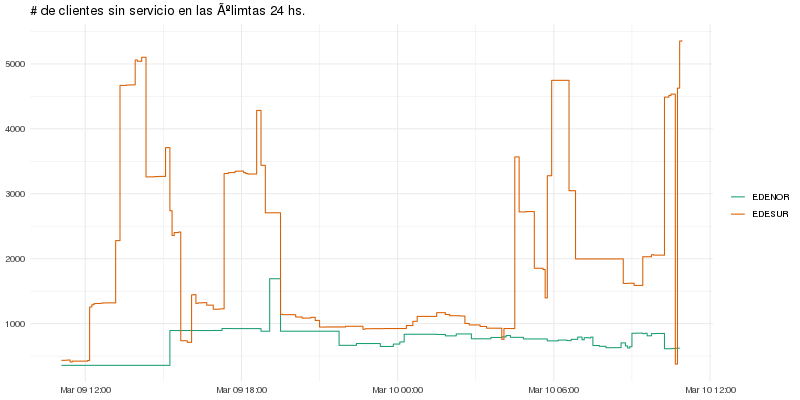 # de clientes sin servicio en las Ãºlimtas 24 hs.
5000
4000
3000
2000
1000
Mar 09 12:00
Mar 09 18:00
Mar 10 00:00
Mar 10 06:00
Mar 10 12:00
EDENOR
EDESUR